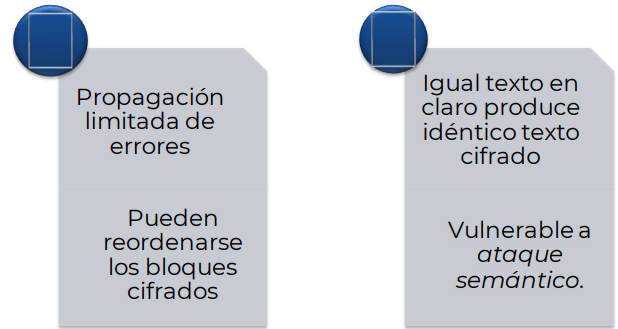 Propagación
limitada de
errores
Pueden
reordenarse
los bloques
cifrados
Igual texto en
claro produce
idéntico texto
cifrado
Vulnerable a
ataque
semántico.